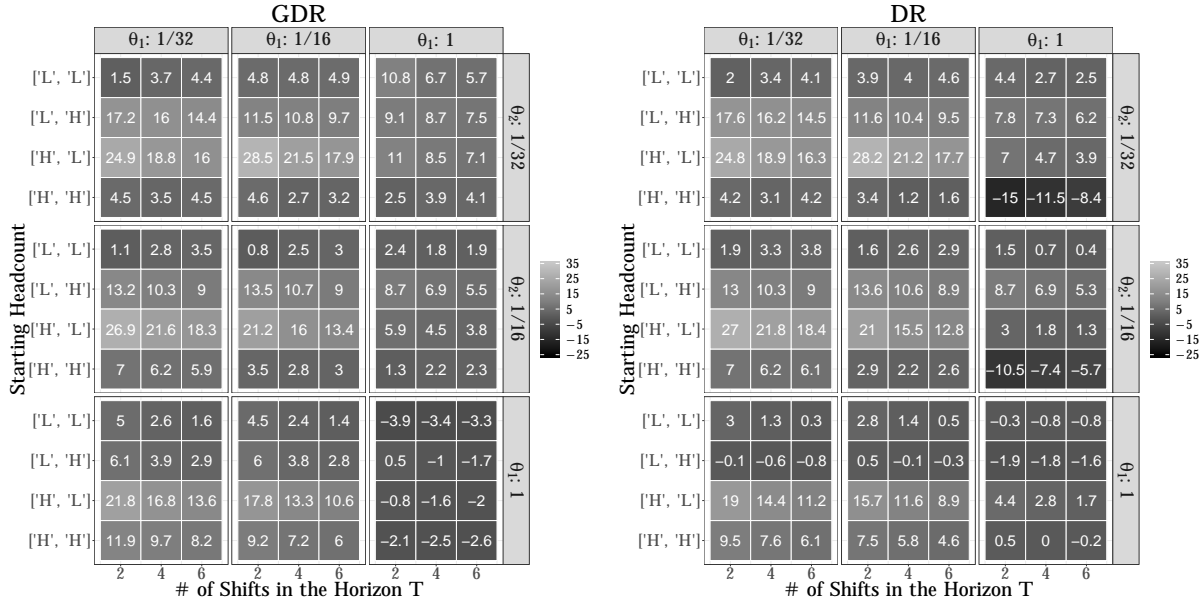 GDR
θ1: 1/32 θ1: 1/16 θ1: 1
['L', 'L'] 1.5 3.7 4.4 4.8 4.8 4.9 10.8 6.7 5.7
['L', 'H'] 17.2 16 14.4 11.5 10.8 9.7 9.1 8.7 7.5
['H', 'L'] 24.9 18.8 16 28.5 21.5 17.9 11 8.5 7.1
['H', 'H'] 4.5 3.5 4.5 4.6 2.7 3.2 2.5 3.9 4.1
θ2: 1/32
['L', 'L'] 1.1 2.8 3.5 0.8 2.5 3 2.4 1.8 1.9
['L', 'H'] 13.2 10.3 9 13.5 10.7 9 8.7 6.9 5.5
['H', 'L'] 26.9 21.6 18.3 21.2 16 13.4 5.9 4.5 3.8
['H', 'H'] 7 6.2 5.9 3.5 2.8 3 1.3 2.2 2.3
θ2: 1/16
['L', 'L'] 5 2.6 1.6 4.5 2.4 1.4 −3.9 −3.4 −3.3
['L', 'H'] 6.1 3.9 2.9 6 3.8 2.8 0.5 −1 −1.7
['H', 'L'] 21.8 16.8 13.6 17.8 13.3 10.6 −0.8 −1.6 −2
['H', 'H'] 11.9 9.7 8.2 9.2 7.2 6 −2.1 −2.5 −2.6
θ1: 1
2 4 6 2 4 6 2 4 6
# of Shifts in the Horizon T
Starting Headcount
35
25
15
5
−5
−15
−25
DR
θ1: 1/32 θ1: 1/16 θ1: 1
['L', 'L'] 2 3.4 4.1 3.9 4 4.6 4.4 2.7 2.5
['L', 'H'] 17.6 16.2 14.5 11.6 10.4 9.5 7.8 7.3 6.2
['H', 'L'] 24.8 18.9 16.3 28.2 21.2 17.7 7 4.7 3.9
['H', 'H'] 4.2 3.1 4.2 3.4 1.2 1.6 −15 −11.5 −8.4
θ2: 1/32
['L', 'L'] 1.9 3.3 3.8 1.6 2.6 2.9 1.5 0.7 0.4
['L', 'H'] 13 10.3 9 13.6 10.6 8.9 8.7 6.9 5.3
['H', 'L'] 27 21.8 18.4 21 15.5 12.8 3 1.8 1.3
['H', 'H'] 7 6.2 6.1 2.9 2.2 2.6 −10.5 −7.4 −5.7
θ2: 1/16
['L', 'L'] 3 1.3 0.3 2.8 1.4 0.5 −0.3 −0.8 −0.8
['L', 'H'] −0.1 −0.6 −0.8 0.5 −0.1 −0.3 −1.9 −1.8 −1.6
['H', 'L'] 19 14.4 11.2 15.7 11.6 8.9 4.4 2.8 1.7
['H', 'H'] 9.5 7.6 6.1 7.5 5.8 4.6 0.5 0 −0.2
θ1: 1
2 4 6 2 4 6 2 4 6
# of Shifts in the Horizon T
Starting Headcount
35
25
15
5
−5
−15
−25